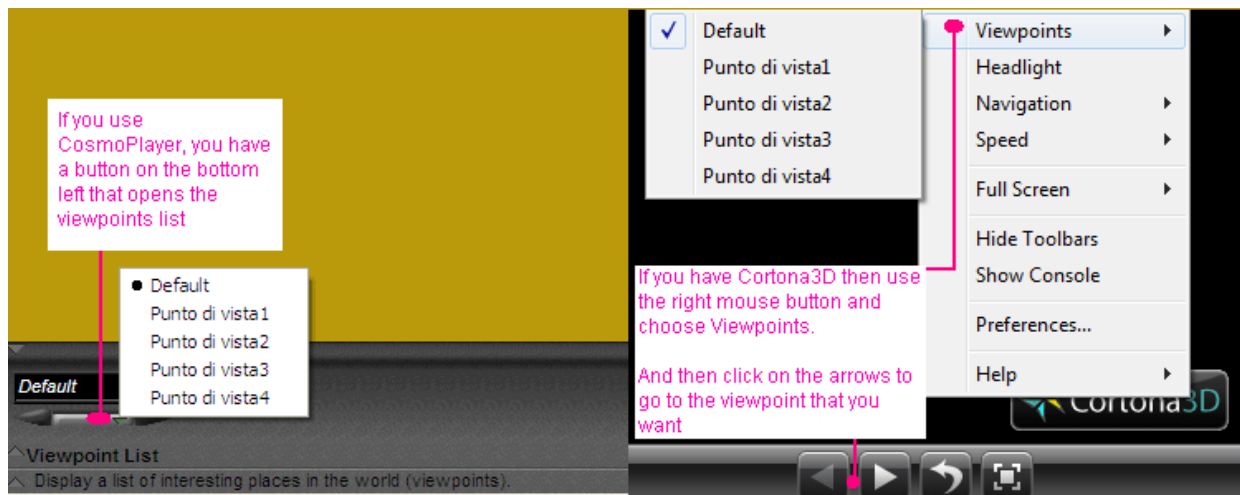 If you use
CosmoPlayer, you have
a button on the bottom
left that opens the
viewpoints list
Default
Punto di vista1
Punto di vista2
Punto di vista3
Punto di vista4
Default
Viewpoint List
Display a list of interesting places in the world (viewpoints).
Default
Punto di vista1
Punto di vista2
Punto di vista3
Punto di vista4
Viewpoints
Headlight
Navigation
Speed
Full Screen
Hide Toolbars
Show Console
Preferences...
Help
If you have Cortona3D then use
the right mouse button and
choose Viewpoints.
And then click on the arrows to
go to the viewpoint that you
want
Cortona3D